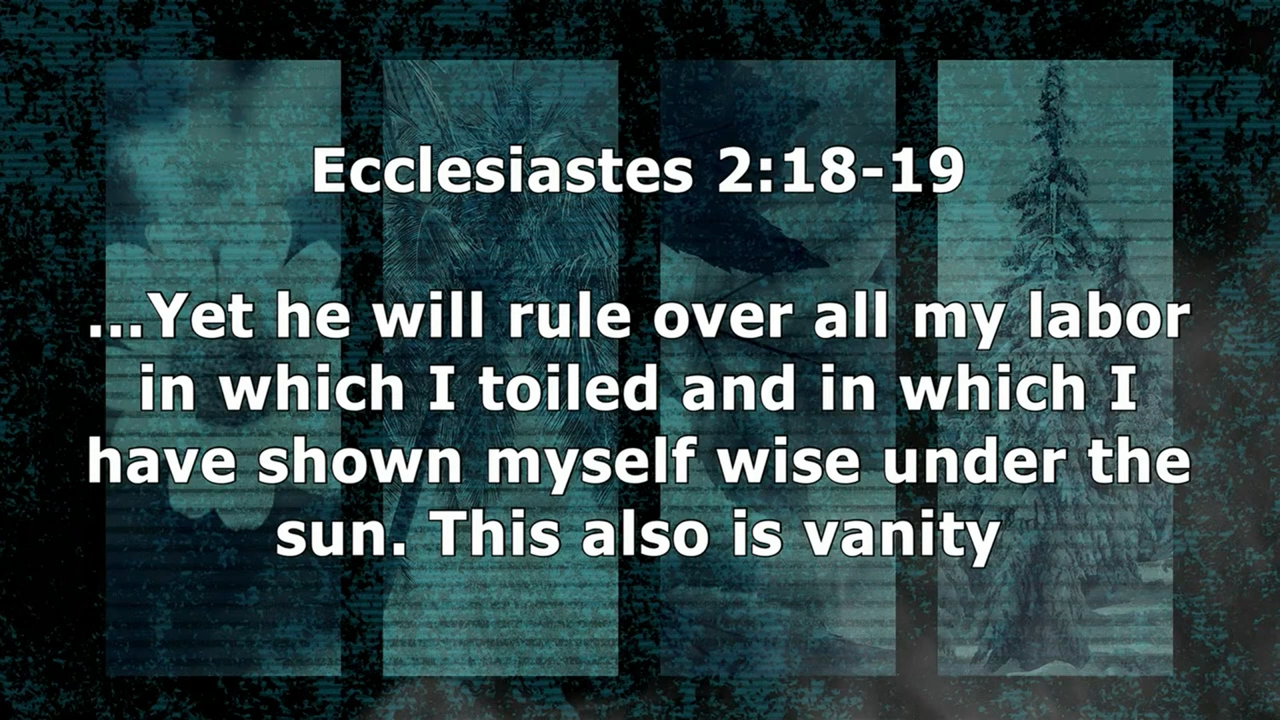 Ecclesiastes 2:18-19
...Yet he will rule over all my labor
in which I toiled and in which I
have shown myself wise under the
sun. This also is vanity